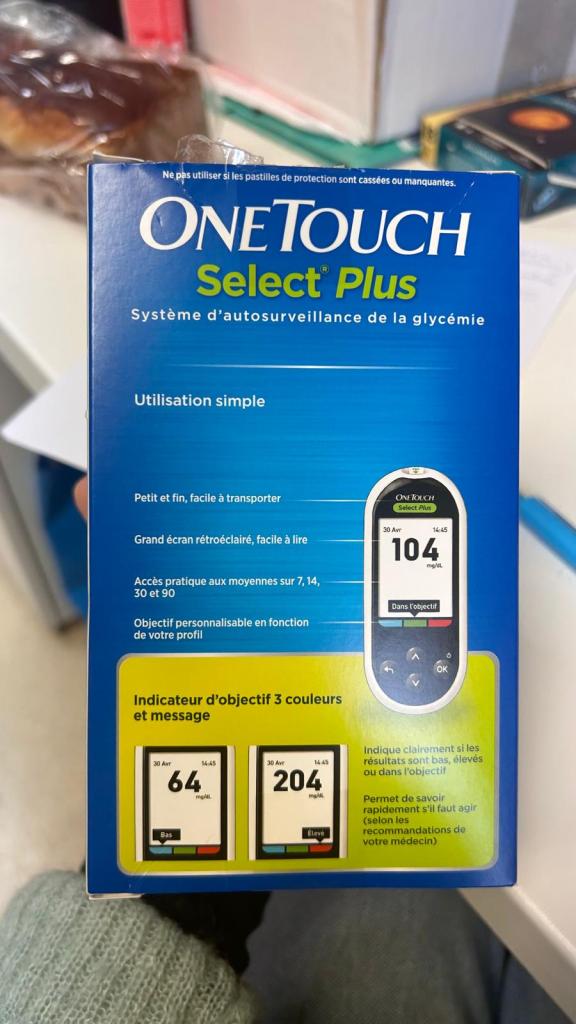 Ne pas utiliser si les pastilles de protection sont cassées ou manquantes.
ONETOUCH
Select® Plus
Système d'autosurveillance de la glycémie
Utilisation simple
Petit et fin, facile à transporter
Grand écran rétroéclairé, facile à lire
Accès pratique aux moyennes sur 7, 14,
30 et 90
Objectif personnalisable en fonction
de votre profil
ONETOUCH
Select Plus
30 Avr 14:45
104
mg/dL
Dans l'objectif
OK
Indicateur d'objectif 3 couleurs
et message
30 Avr 14:45
64
mg/dL
Bas
30 Avr 14:45
204
mg/dL
Élevé
Indique clairement si les
résultats sont bas, élevés
ou dans l'objectif
Permet de savoir
rapidement s'il faut agir
(selon les
recommandations de
votre médecin)